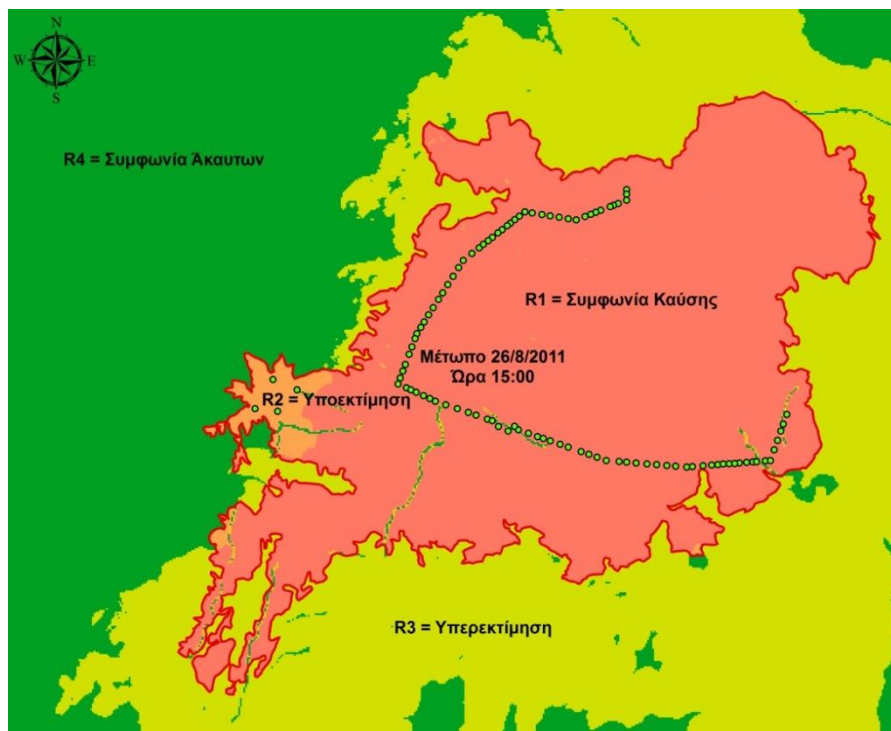 N
W E
S
R4 = Συμφωνία Άκαυτων
R1 = Συμφωνία Καύσης
Μέτωπο 26/8/2011
Ώρα 15:00
R2 = Υποεκτίμηση
R3 = Υπερεκτίμηση